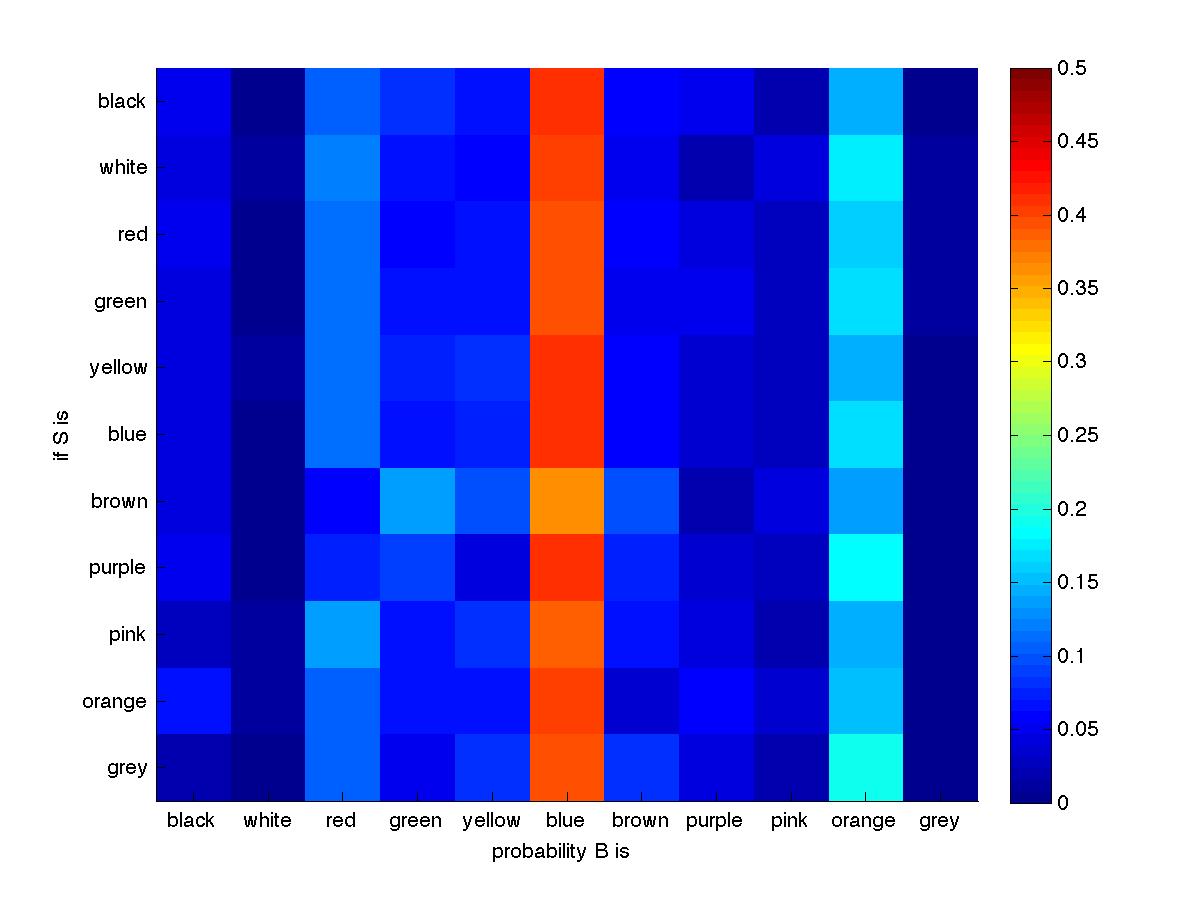 black
white
red
green
yellow
blue
brown
purple
pink
orange
grey
if S is
black white red green yellow blue brown purple pink orange grey
probability B is
0.5
0.45
0.4
0.35
0.3
0.25
0.2
0.15
0.1
0.05
0